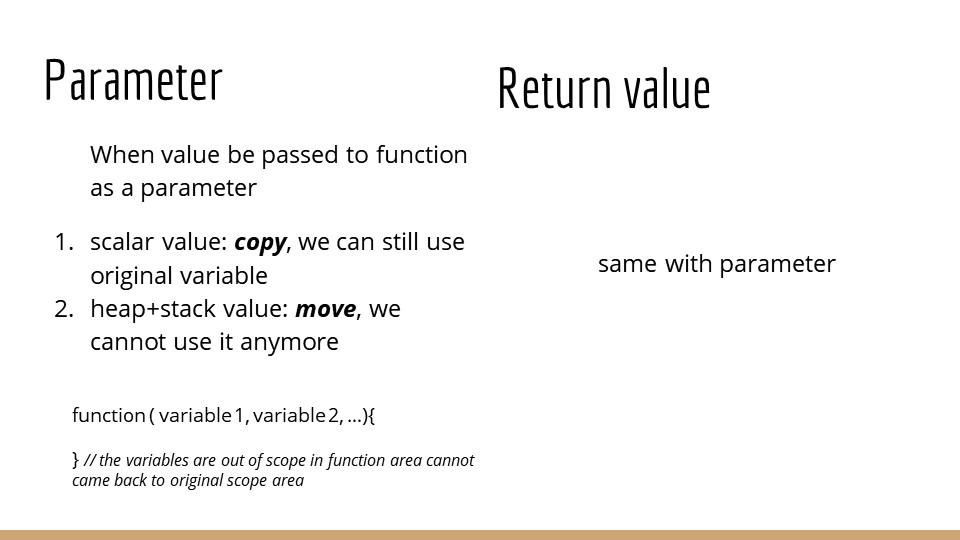 Parameter
When value be passed to function
as a parameter
1. scalar value: copy, we can still use
original variable
2. heap+stack value: move, we
cannot use it anymore
function ( variable1, variable2, ...){
} // the variables are out of scope in function area cannot
came back to original scope area
Return value
same with parameter